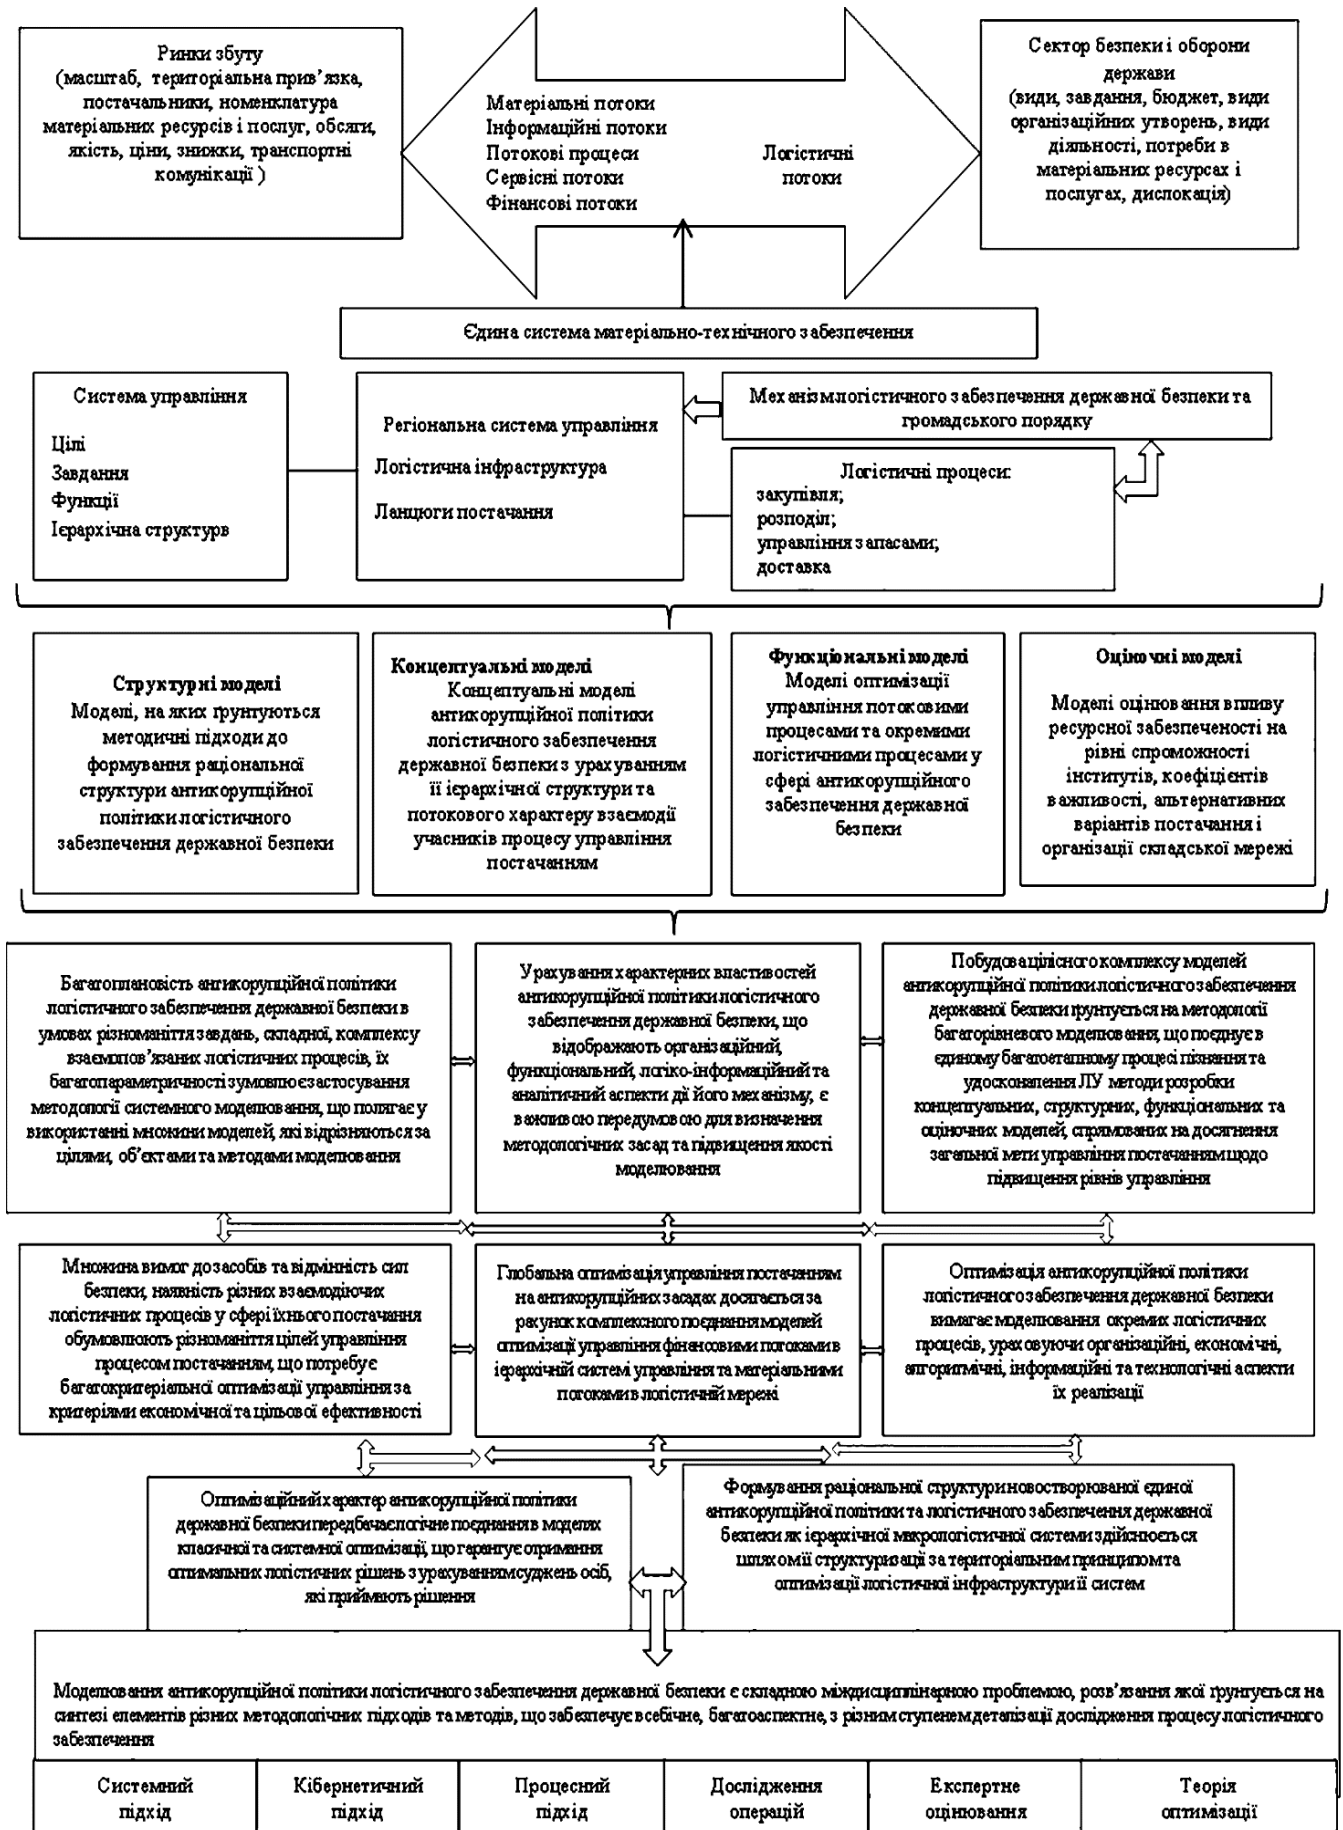 Ринки збуту
(масштаб, територіальна прив’язка,
постачальники, номенклатура
матеріальних ресурсів і послуг, обсяги,
якість, ціни, знижки, транспортні
комунікації )
Матеріальні потоки
Інформаційні потоки
Потокові процеси
Сервісні потоки
Фінансові потоки
Логістичні
потоки
Сектор безпеки і оборони
держави
(види, завдання, бюджет, види
організаційних утворень, види
діяльності, потреби в
матеріальних ресурсах і
послугах, дислокація)
Єдина система матеріально-технічного забезпечення
Система управління
Цілі
Завдання
Функції
Ієрархічна структурв
Регіональна система управління
Логістична інфраструктура
Ланцюги постачання
Механізм логістичного забезпечення державної безпеки та
громадського порядку
Логістичні процеси:
закупівля;
розподіл;
управління запасами;
доставка
Структурні моделі
Моделі, на яких ґрунтуються
методичні підходи до
формування раціональної
структури антикорупційної
політики логістичного
забезпечення державної безпеки
Концептуальні моделі
Концептуальні моделі
антикорупційної політики
логістичного забезпечення
державної безпеки з урахуванням
її ієрархічної структури та
потокового характеру взаємодії
учасників процесу управління
постачанням
Функціональні моделі
Моделі оптимізації
управління потоковими
процесами та окремими
логістичними процесами у
сфері антикорупційного
забезпечення державної
безпеки
Оціночні моделі
Моделі оцінювання впливу
ресурсної забезпеченості на
рівні спроможності
інститутів, коефіцієнтів
важливості, альтернативних
варіантів постачання і
організації складської мережі
Багатоплановість антикорупційної політики
логістичного забезпечення державної безпеки в
умовах різноманіття завдань, складної, комплексу
взаємопов’язаних логістичних процесів, їх
багатопараметричності зумовлює застосування
методології системного моделювання, що полягає у
використанні множини моделей, які відрізняються за
цілями, об’єктами та методами моделювання
Урахування характерних властивостей
антикорупційної політики логістичного
забезпечення державної безпеки, що
відображають організаційний,
функціональний, логіко-інформаційний та
аналітичний аспекти дії його механізму, є
важливою передумовою для визначення
методологічних засад та підвищення якості
моделювання
Побудова цілісного комплексу моделей
антикорупційної політики логістичного забезпечення
державної безпеки ґрунтується на методології
багаторівневого моделювання, що поєднує в
єдиному багатоетапному процесі пізнання та
удосконалення ЛУ методи розробки
концептуальних, структурних, функціональних та
оціночних моделей, спрямованих на досягнення
загальної мети управління постачанням щодо
підвищення рівнів управління
Множина вимог до засобів та відмінність сил
безпеки, наявність різних взаємодіючих
логістичних процесів у сфері їхнього постачання
обумовлюють різноманіття цілей управління
процесом постачанням, що потребує
багатокритеріальної оптимізації управління за
критеріями економічної та цільової ефективності
Глобальна оптимізація управління постачанням
на антикорупційних засадах досягається за
рахунок комплексного поєднання моделей
оптимізації управління фінансовими потоками в
ієрархічній системі управління та матеріальними
потоками в логістичній мережі
Оптимізація антикорупційної політики
логістичного забезпечення державної безпеки
вимагає моделювання окремих логістичних
процесів, ураховуючи організаційні, економічні,
алгоритмічні, інформаційні та технологічні аспекти
їх реалізації
Оптимізаційний характер антикорупційної політики
державної безпеки передбачає логічне поєднання в моделях
класичної та системної оптимізації, що гарантує отримання
оптимальних логістичних рішень з урахуванням суджень осіб,
які приймають рішення
Формування раціональної структури новостворюваної єдиної
антикорупційної політики та логістичного забезпечення державної
безпеки як ієрархічної макрологістичної системи здійснюється
шляхом її структуризації за територіальним принципом та
оптимізації логістичної інфраструктури її систем
Моделювання антикорупційної політики логістичного забезпечення державної безпеки є складною міждисциплінарною проблемою, розв’язання якої ґрунтується на
синтезі елементів різних методологічних підходів та методів, що забезпечує всебічне, багатоаспектне, з різним ступенем деталізації дослідження процесу логістичного
забезпечення
Системний
підхід
Кібернетичний
підхід
Процесний
підхід
Дослідження
операцій
Експертне
оцінювання
Теорія
оптимізації